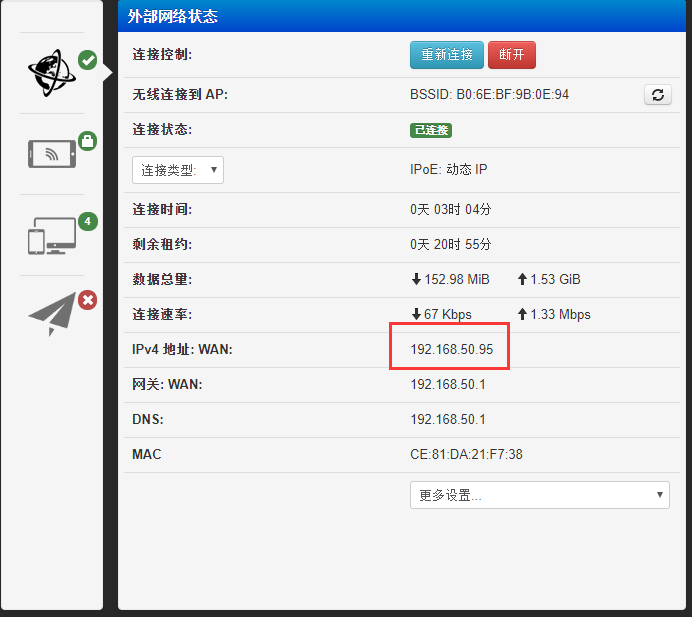 外部网络状态
连接控制: 重新连接 断开
无线连接到 AP: BSSID: B0:6E:BF:9B:0E:94
连接状态: 已连接
连接类型: IPoE: 动态 IP
连接时间: 0天 03时 04分
剩余租约: 0天 20时 55分
数据总量: 152.98 MiB 1.53 GiB
连接速率: 67 Kbps 1.33 Mbps
IPv4 地址: WAN: 192.168.50.95
网关: WAN: 192.168.50.1
4
DNS: 192.168.50.1
MAC CE:81:DA:21:F7:38
更多设置...